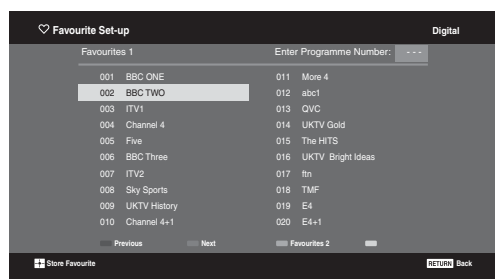 Favourite Set-up Digital
Favourites 1 Enter Programme Number: - - -
001 BBC ONE
002 BBC TWO
003 ITV1
004 Channel 4
005 Five
006 BBC Three
007 ITV2
008 Sky Sports
009 UKTV History
010 Channel 4+1
011 More 4
012 abc1
013 QVC
014 UKTV Gold
015 The HITS
016 UKTV Bright Ideas
017 ftn
018 TMF
019 E4
020 E4+1
Previous Next Favourites 2
Store Favourite RETURN Back